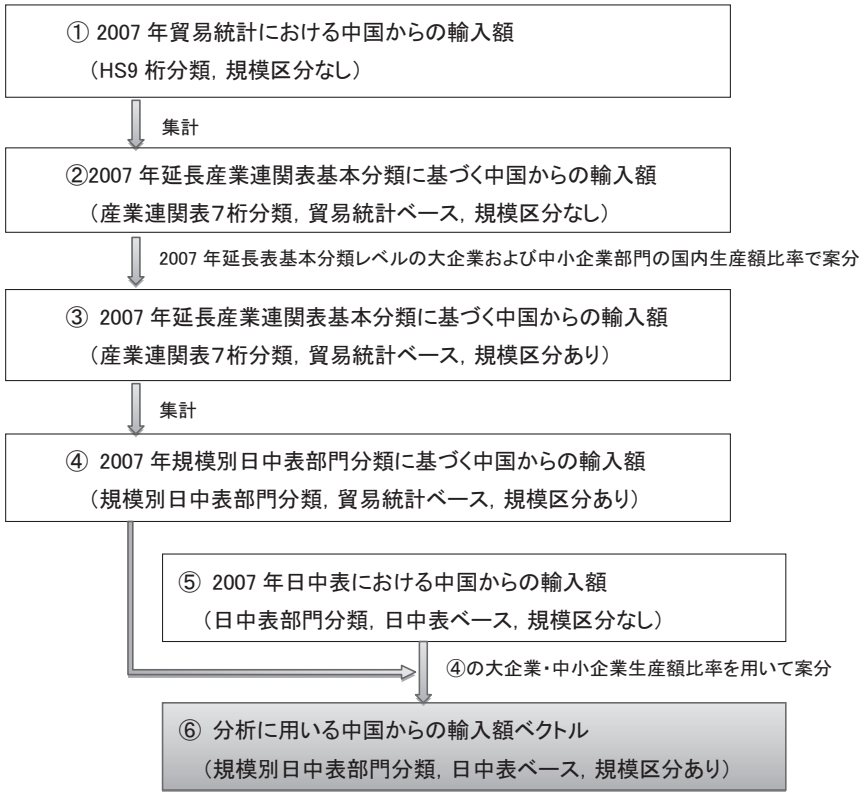 ① 2007 年貿易統計における中国からの輸入額
（HS9 桁分類, 規模区分なし）
集計
②2007 年延長産業連関表基本分類に基づく中国からの輸入額
（産業連関表７桁分類, 貿易統計ベース, 規模区分なし）
2007 年延長表基本分類レベルの大企業および中小企業部門の国内生産額比率で案分
③ 2007 年延長産業連関表基本分類に基づく中国からの輸入額
（産業連関表７桁分類, 貿易統計ベース, 規模区分あり）
集計
④ 2007 年規模別日中表部門分類に基づく中国からの輸入額
（規模別日中表部門分類, 貿易統計ベース, 規模区分あり）
⑤ 2007 年日中表における中国からの輸入額
（日中表部門分類, 日中表ベース, 規模区分なし）
④の大企業・中小企業生産額比率を用いて案分
⑥ 分析に用いる中国からの輸入額ベクトル
（規模別日中表部門分類, 日中表ベース, 規模区分あり）